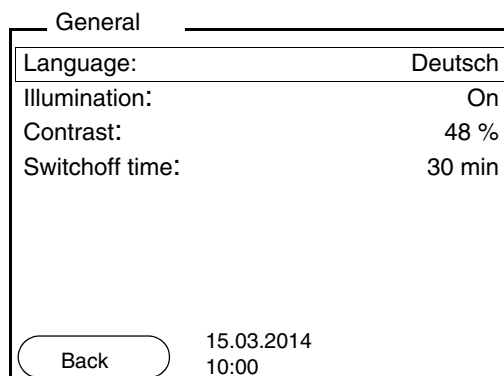 General
Language: Deutsch
Illumination: On
Contrast: 48 %
Switchoff time: 30 min
15.03.2014
Back
10:00